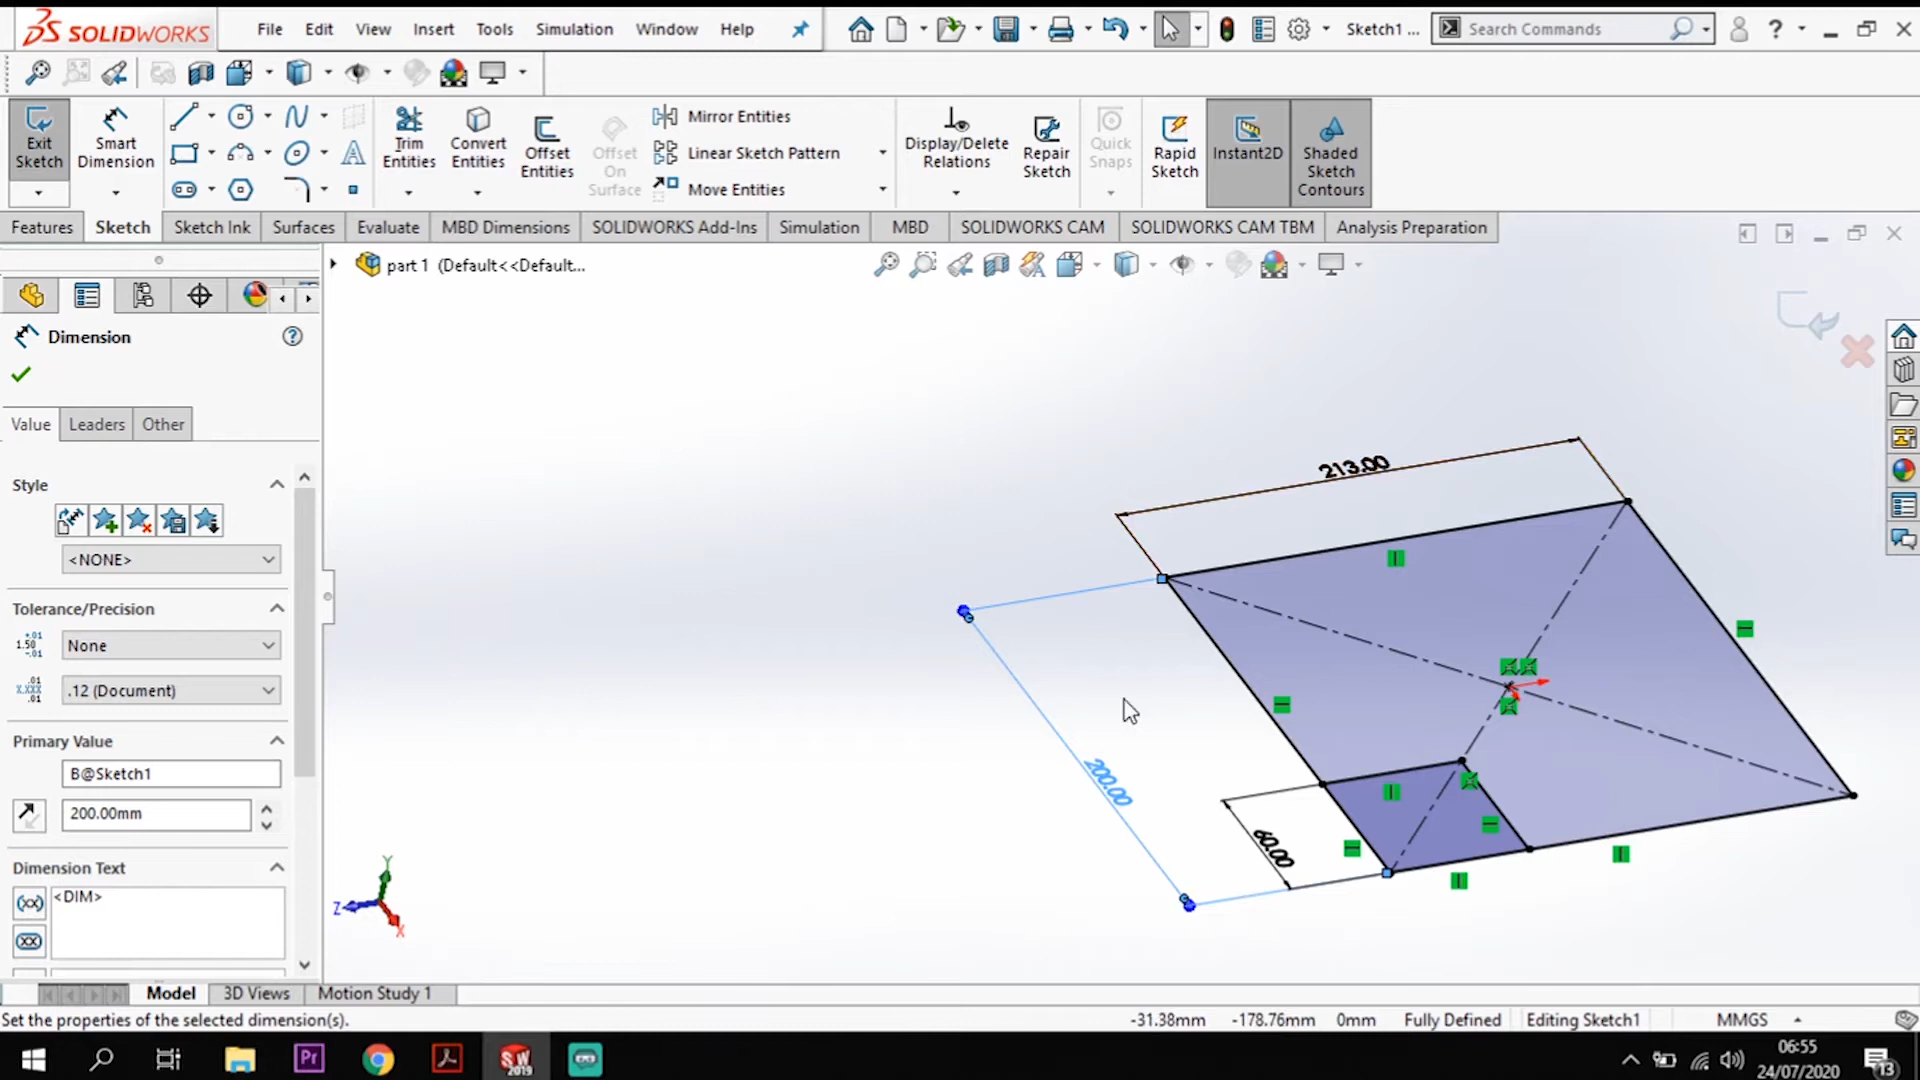 SOLIDWORKS File Edit View Insert Tools Simulation Window Help Sketch1 ... Search Commands ?
Exit Sketch
Smart Dimension
Trim Entities
Convert Entities
Offset Entities
Offset On Surface
Mirror Entities
Linear Sketch Pattern
Move Entities
Display/Delete Relations
Repair Sketch
Quick Snaps
Rapid Sketch
Instant2D
Shaded Sketch Contours
Features Sketch Sketch Ink Surfaces Evaluate MBD Dimensions SOLIDWORKS Add-Ins Simulation MBD SOLIDWORKS CAM SOLIDWORKS CAM TBM Analysis Preparation
part 1 (Default<<Default...
Dimension ?
Value Leaders Other
Style
<NONE>
Tolerance/Precision
None
.12 (Document)
Primary Value
B@Sketch1
200.00mm
Dimension Text
<DIM>
213.00
200.00
60.00
Y
Z
X
Model 3D Views Motion Study 1
Set the properties of the selected dimension(s). -31.38mm -178.76mm 0mm Fully Defined Editing Sketch1 MMGS
Pr
SW 2019
06:55
24/07/2020
13